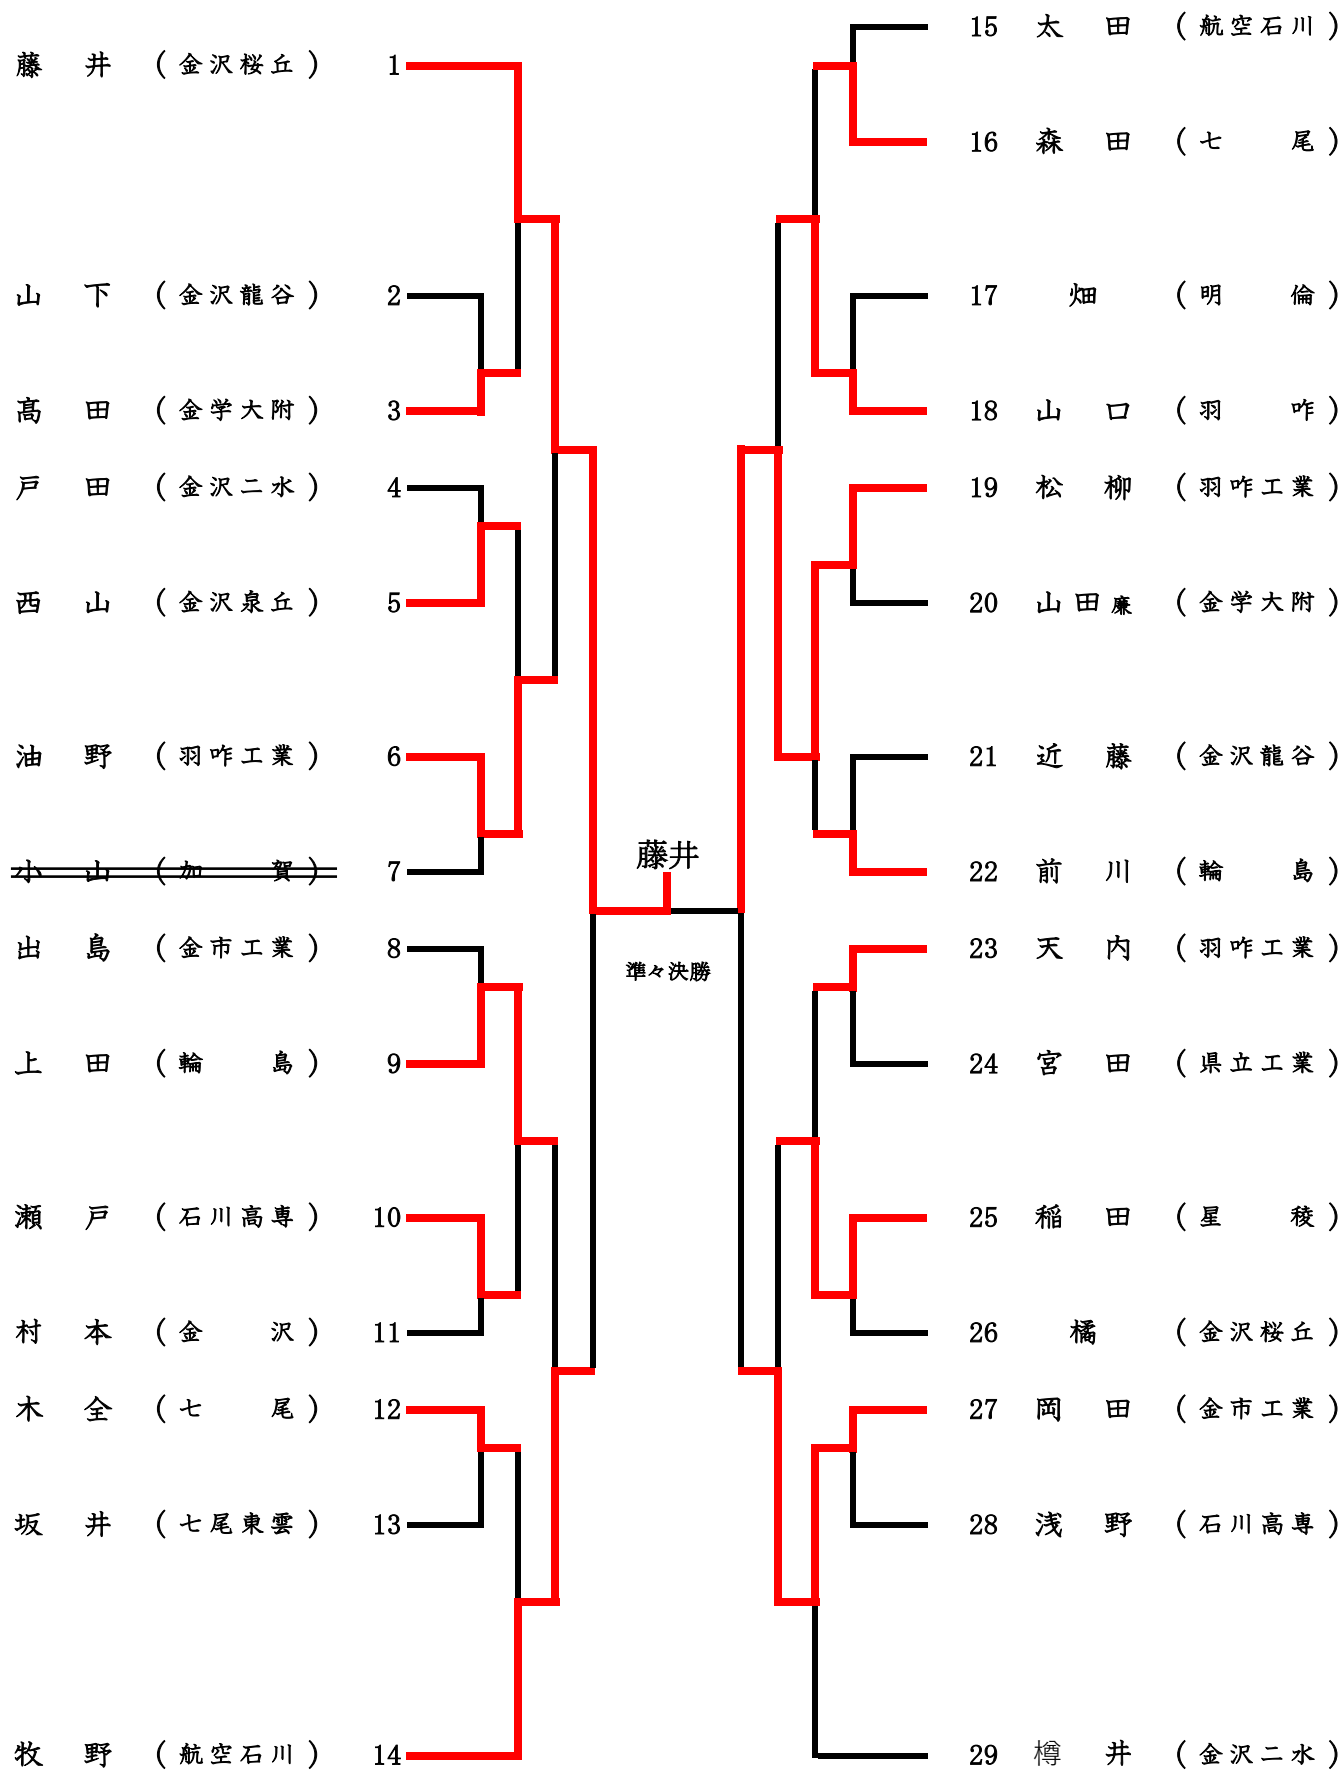 藤井 (金沢桜丘) 1
山下 (金沢龍谷) 2
髙田 (金学大附) 3
戸田 (金沢二水) 4
西山 (金沢泉丘) 5
油野 (羽咋工業) 6
小山 (加賀) 7
出島 (金市工業) 8
上田 (輪島) 9
瀬戸 (石川高専) 10
村本 (金沢) 11
木全 (七尾) 12
坂井 (七尾東雲) 13
牧野 (航空石川) 14
藤井
準々決勝
15 太田 (航空石川)
16 森田 (七尾)
17 畑 (明倫)
18 山口 (羽咋)
19 松柳 (羽咋工業)
20 山田廉 (金学大附)
21 近藤 (金沢龍谷)
22 前川 (輪島)
23 天内 (羽咋工業)
24 宮田 (県立工業)
25 稲田 (星稜)
26 橘 (金沢桜丘)
27 岡田 (金市工業)
28 浅野 (石川高専)
29 樽井 (金沢二水)